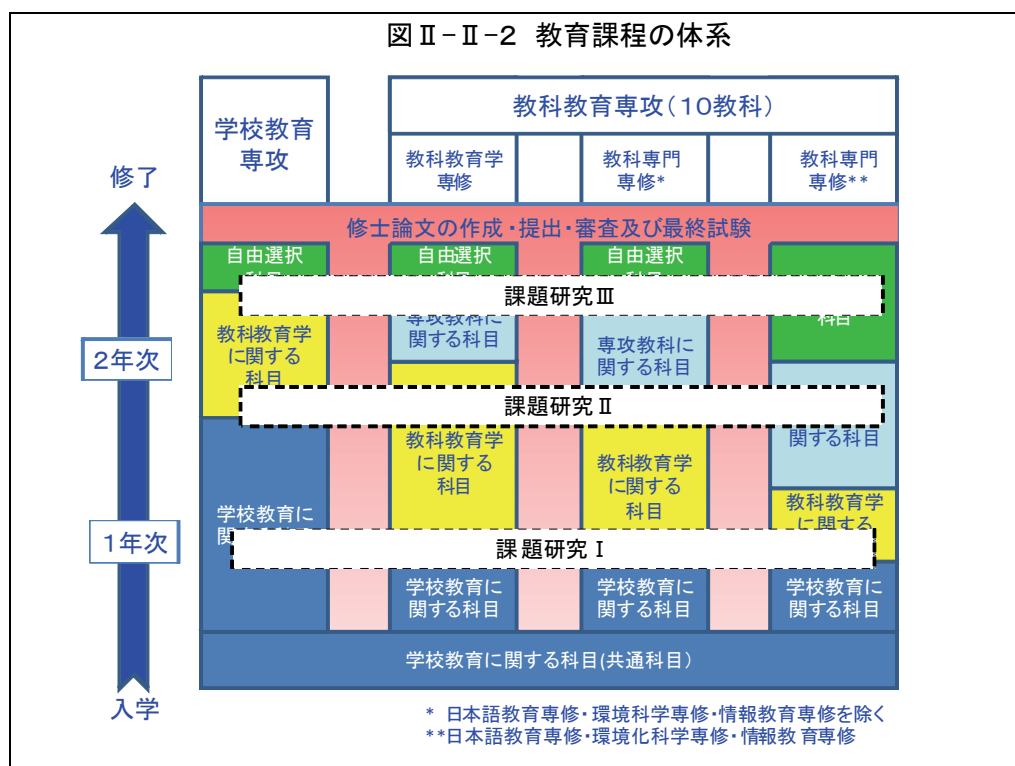 図Ⅱ-Ⅱ-2 教育課程の体系
学校教育
専攻
教科教育専攻(10教科)
教科教育学
専修
教科専門
専修*
教科専門
専修**
修了
修士論文の作成・提出・審査及び最終試験
自由選択
自由選択
自由選択
課題研究Ⅲ
科目
教科教育学
に関する
科目
専攻教科に
関する科目
専攻教科に
関する科目
2年次
課題研究Ⅱ
関する科目
教科教育学
に関する
科目
教科教育学
に関する
科目
教科教育学
に関する
学校教育に
1年次
課題研究Ⅰ
学校教育に
関する科目
学校教育に
関する科目
学校教育に
関する科目
学校教育に関する科目(共通科目)
入学
* 日本語教育専修・環境科学専修・情報教育専修を除く
**日本語教育専修・環境化科学専修・情報教育専修